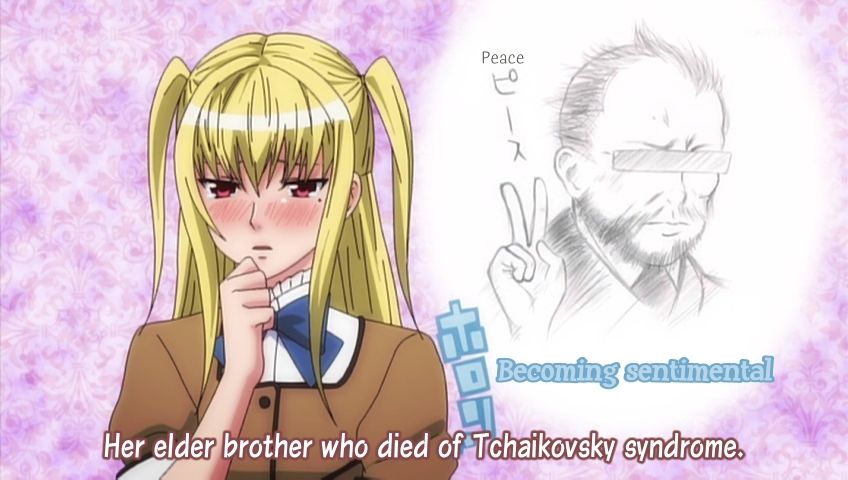 Peace
ピース
ホロリ
Becoming sentimental
Her elder brother who died of Tchaikovsky syndrome.